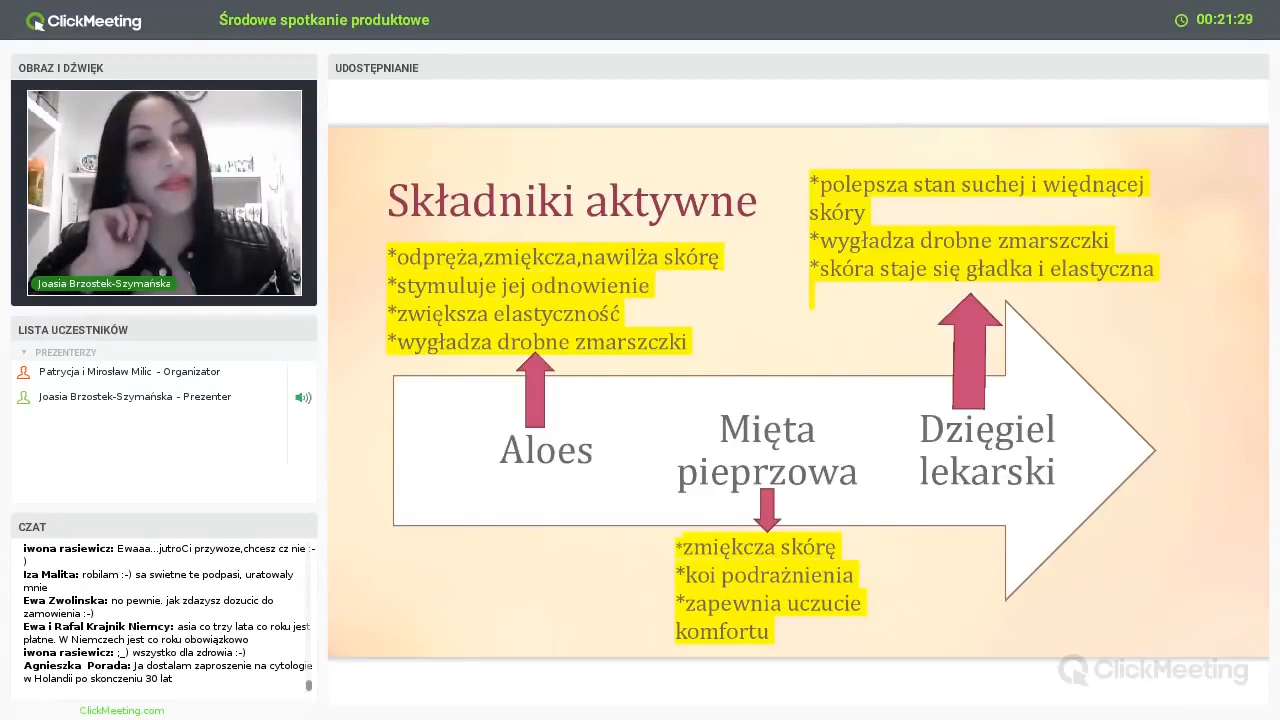 ClickMeeting
Środowe spotkanie produktowe
00:21:29
OBRAZ I DŹWIĘK
Joasia Brzostek-Szymańska
LISTA UCZESTNIKÓW
PREZENTERZY
Patrycja i Mirosław Milic - Organizator
Joasia Brzostek-Szymańska - Prezenter
CZAT
iwona rasiewicz: Ewaaa...jutroCi przywoze,chcesz cz nie :-
)
Iza Malita: robilam :-) sa swietne te podpasi, uratowaly
mnie
Ewa Zwolinska: no pewnie. jak zdazysz dozucic do
zamowienia :-)
Ewa i Rafal Krajnik Niemcy: asia co trzy lata co roku jest
płatne. W Niemczech jest co roku obowiązkowo
iwona rasiewicz: ;_) wszystko dla zdrowia :-)
Agnieszka Porada: Ja dostalam zaproszenie na cytologie
w Holandii po skonczeniu 30 lat
ClickMeeting.com
UDOSTĘPNIANIE
Składniki aktywne
*odpręża,zmiękcza,nawilża skórę
*stymuluje jej odnowienie
*zwiększa elastyczność
*wygładza drobne zmarszczki
*polepsza stan suchej i więdnącej
skóry
*wygładza drobne zmarszczki
*skóra staje się gładka i elastyczna
Aloes
Mięta
pieprzowa
Dzięgiel
lekarski
*zmiękcza skórę
*koi podrażnienia
*zapewnia uczucie
komfortu
ClickMeeting